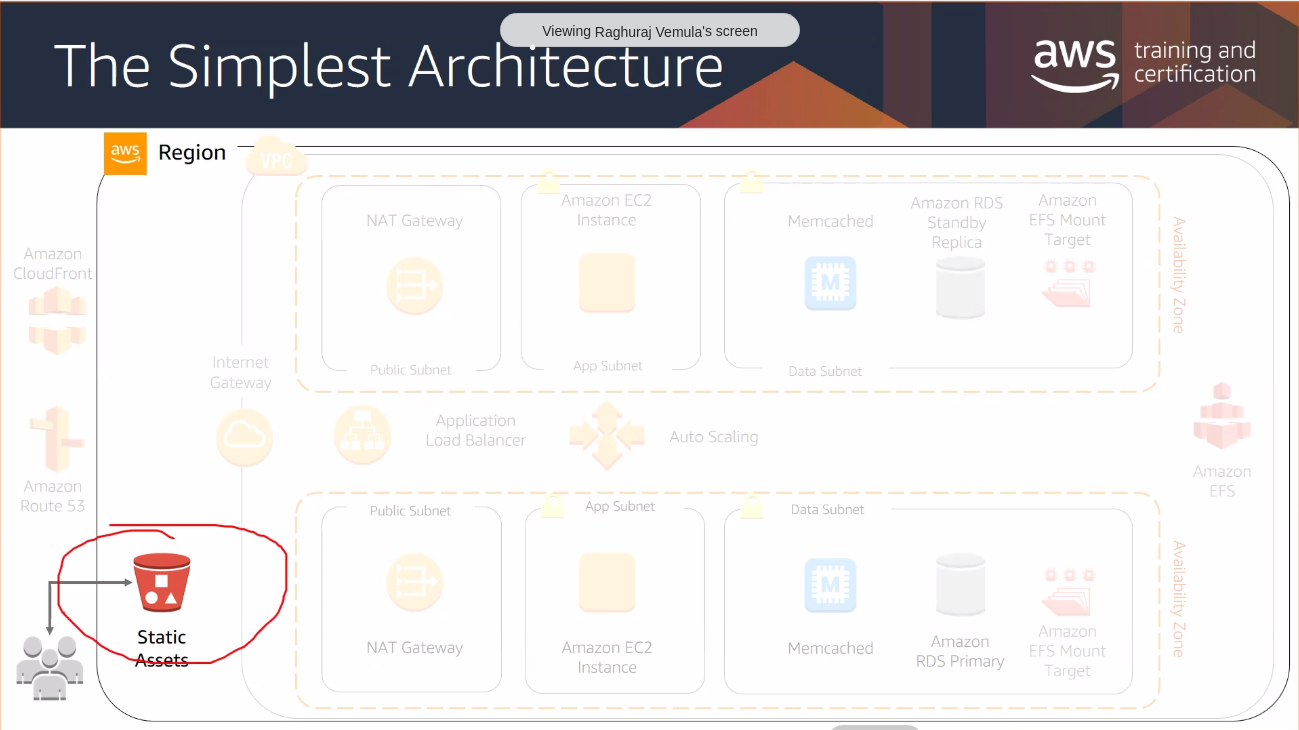 Viewing Raghuraj Vemula's screen
The Simplest Architecture
aws training and
certification
aws
Region
VPC
NAT Gateway
Amazon EC2
Instance
Memcached
Amazon RDS
Standby
Replica
Amazon
EFS Mount
Target
Availability Zone
Amazon
CloudFront
M
Public Subnet
App Subnet
Data Subnet
Internet
Gateway
Application
Load Balancer
Auto Scaling
Amazon
Route 53
Amazon
EFS
Public Subnet
App Subnet
Data Subnet
M
Availability Zone
Static
Assets
NAT Gateway
Amazon EC2
Instance
Memcached
Amazon
RDS Primary
Amazon
EFS Mount
Target